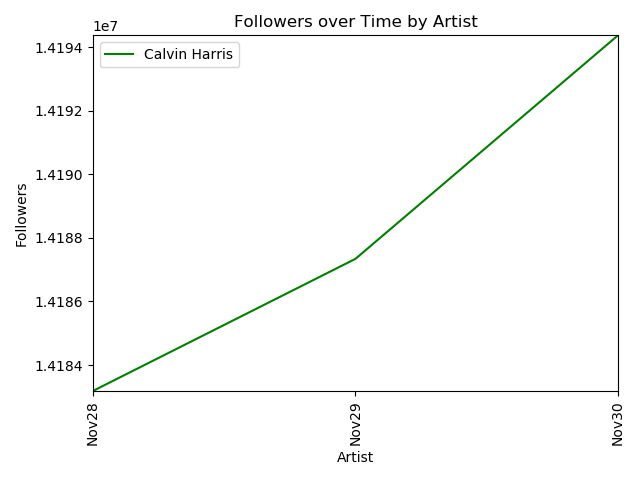 Followers over Time by Artist
1e7
Calvin Harris
1.4194
1.4192
1.4190
1.4188
1.4186
1.4184
Followers
Nov28
Nov29
Nov30
Artist